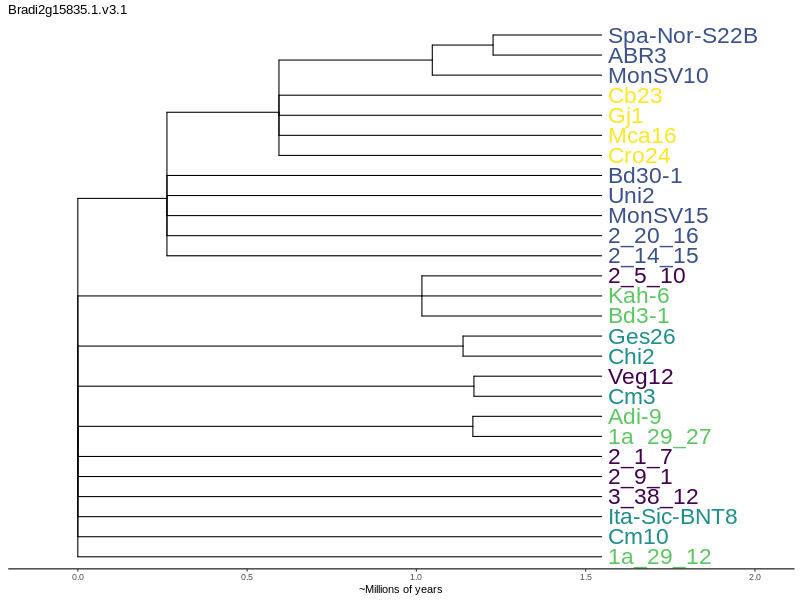 Bradi2g15835.1.v3.1
Spa-Nor-S22B
ABR3
MonSV10
Cb23
Gj1
Mca16
Cro24
Bd30-1
Uni2
MonSV15
2_20_16
2_14_15
2_5_10
Kah-6
Bd3-1
Ges26
Chi2
Veg12
Cm3
Adi-9
1a_29_27
2_1_7
2_9_1
3_38_12
Ita-Sic-BNT8
Cm10
1a_29_12
0.0 0.5 1.0 1.5 2.0
~Millions of years